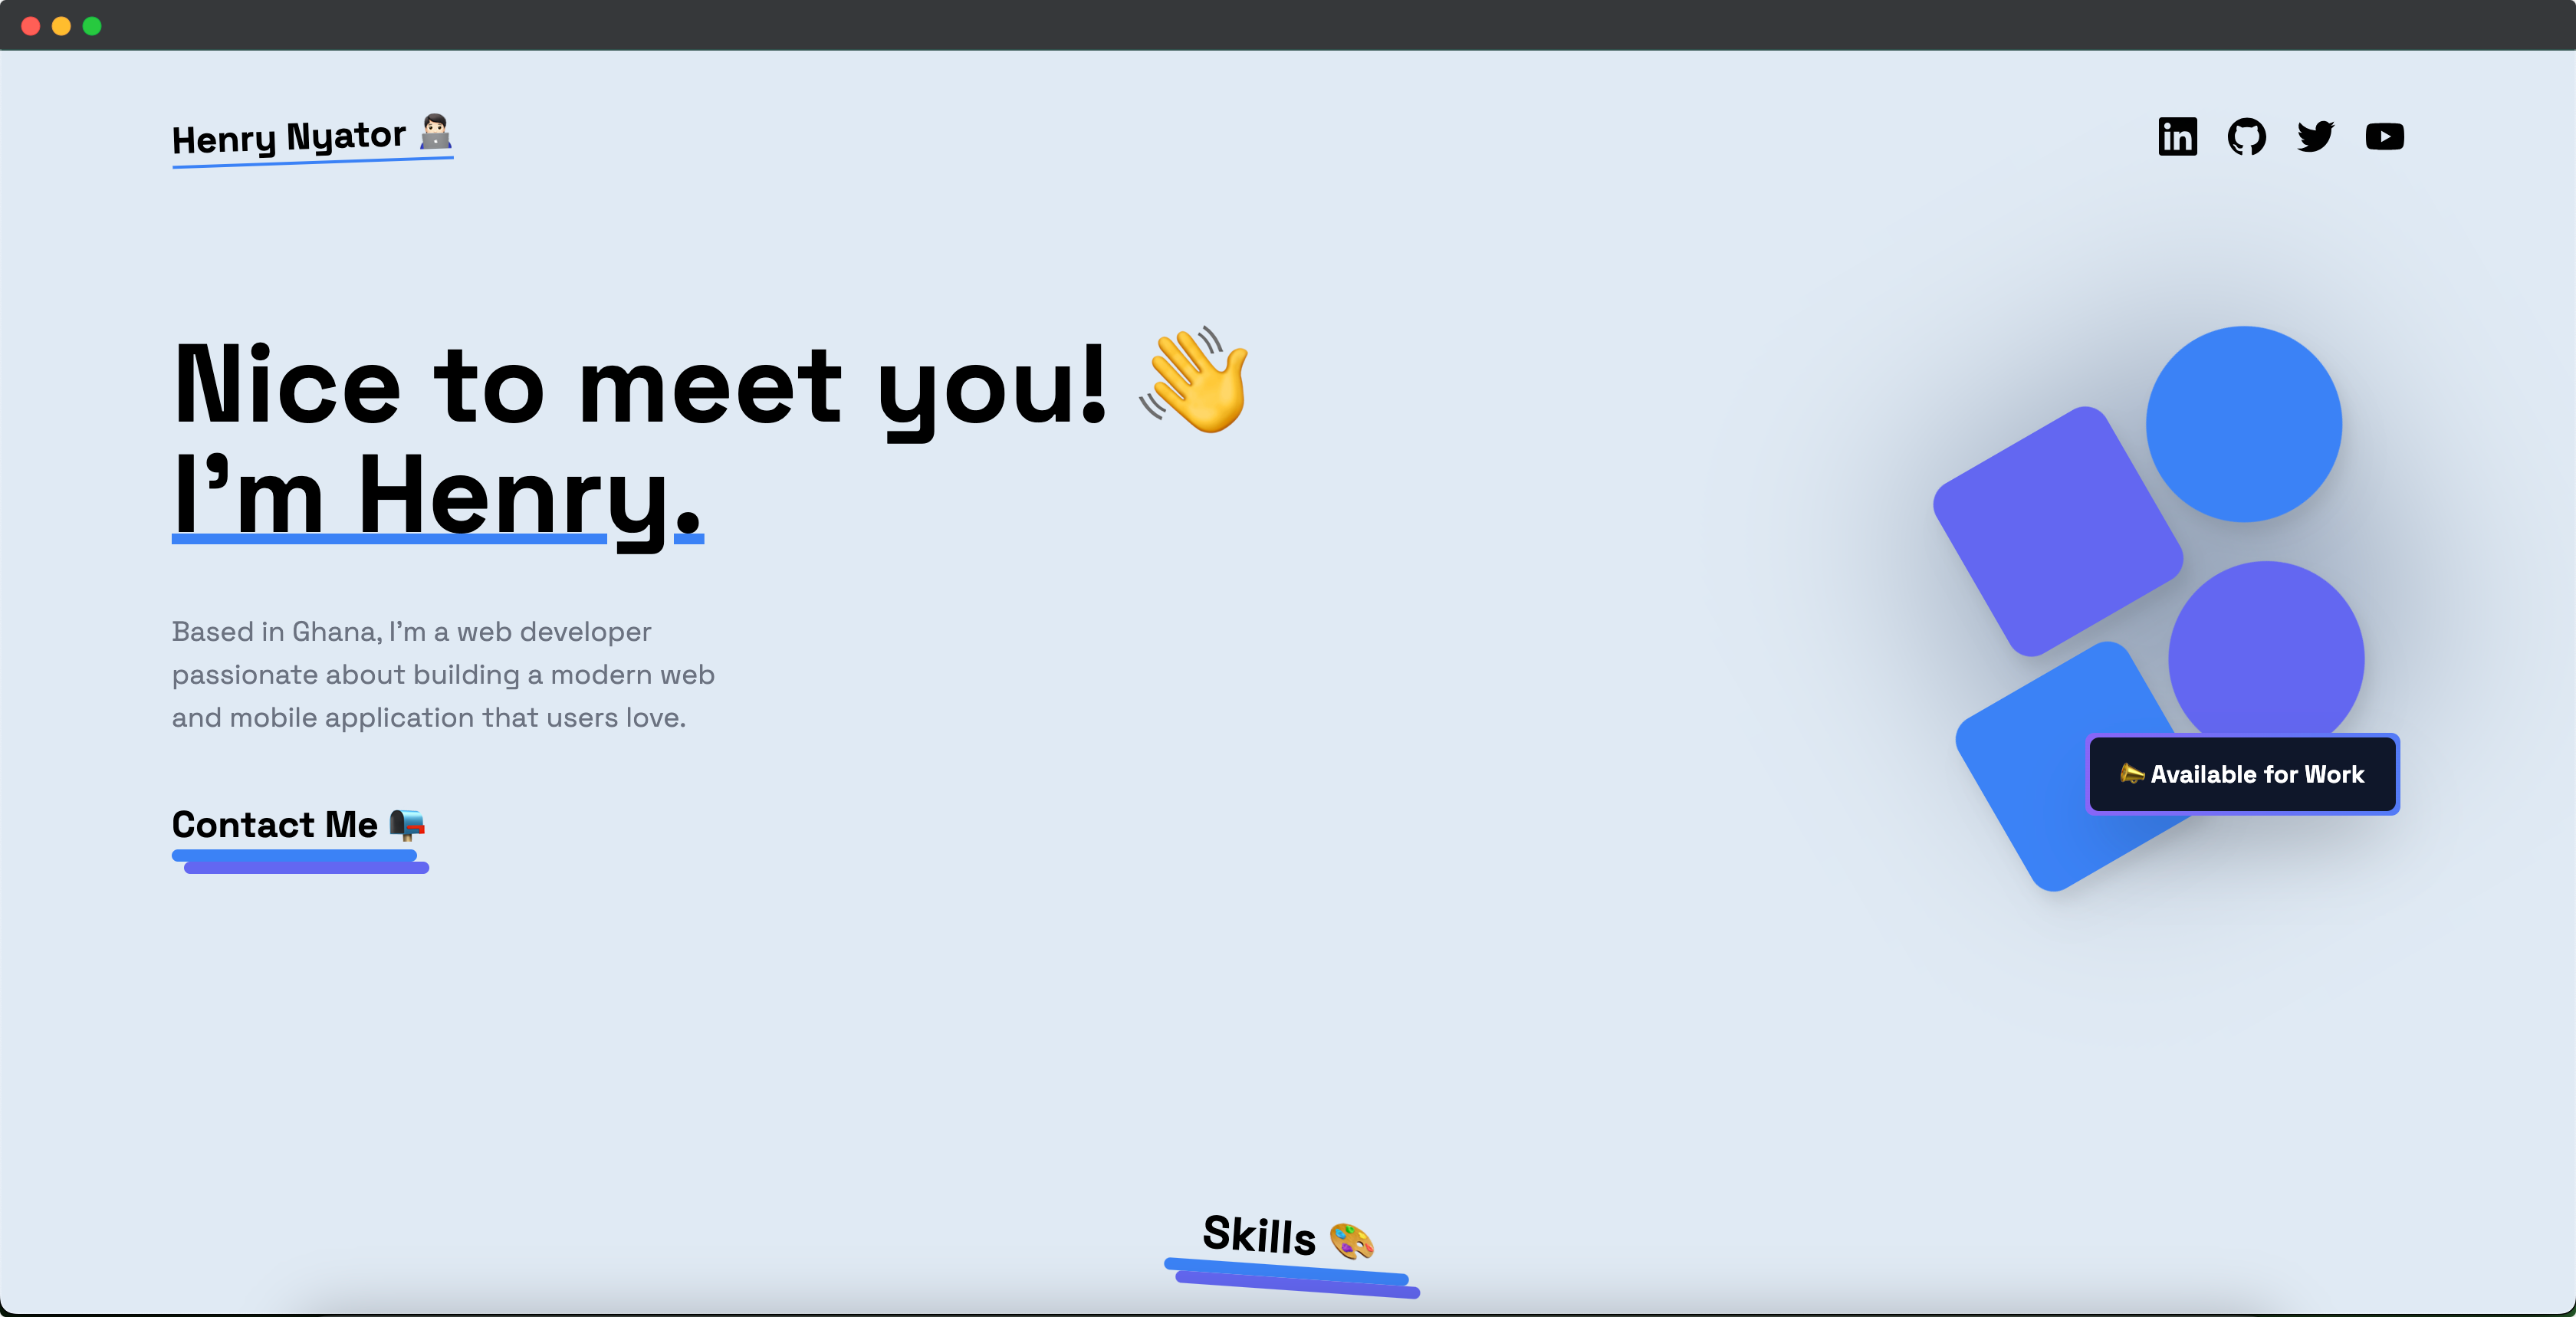 Henry Nyator 👨🏻‍💻
Nice to meet you! 👋
I’m Henry.
Based in Ghana, I’m a web developer
passionate about building a modern web
and mobile application that users love.
Contact Me 📭
📣 Available for Work
Skills 🎨